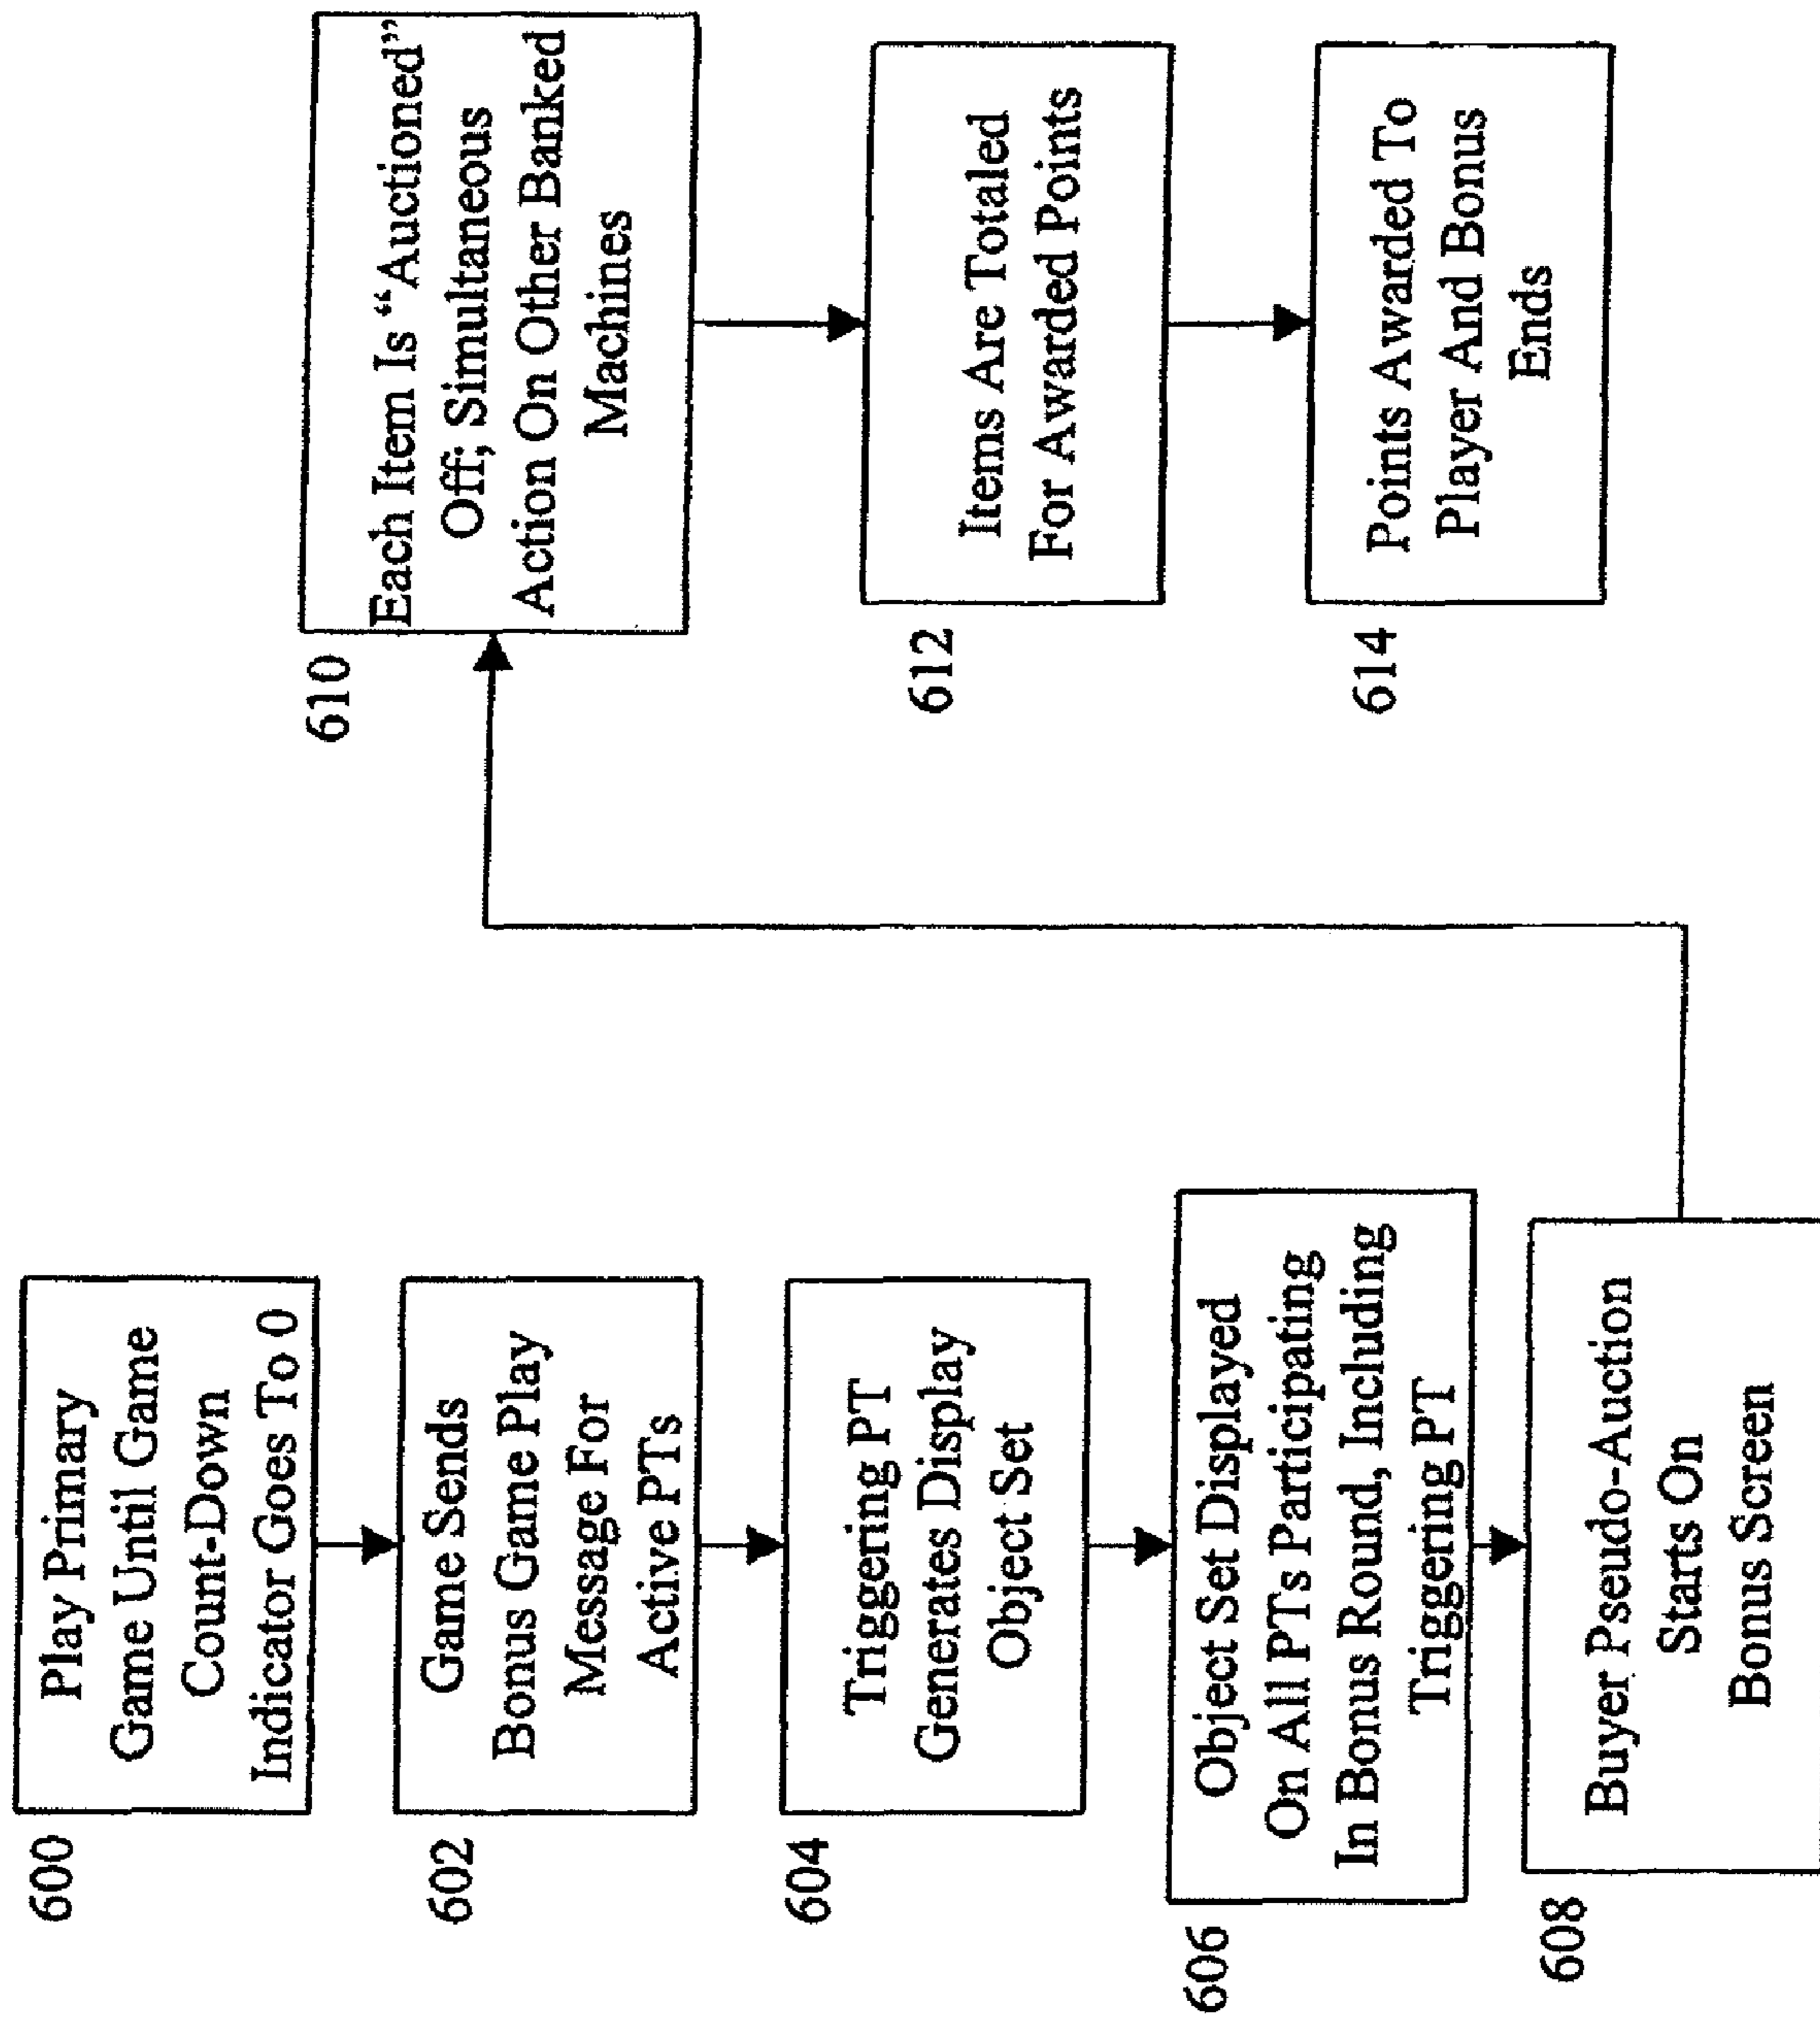 600
Play Primary
Game Until Game
Count-Down
Indicator Goes To 0
602
Game Sends
Bonus Game Play
Message For
Active PTs
604
Triggering PT
Generates Display
Object Set
606
Object Set Displayed
On All PTs Participating
In Bonus Round, Including
Triggering PT
608
Buyer Pseudo-Auction
Starts On
Bonus Screen
610
Each Item Is “Auctioned”
Off; Simultaneous
Action On Other Banked
Machines
612
Items Are Totaled
For Awarded Points
614
Points Awarded To
Player And Bonus
Ends